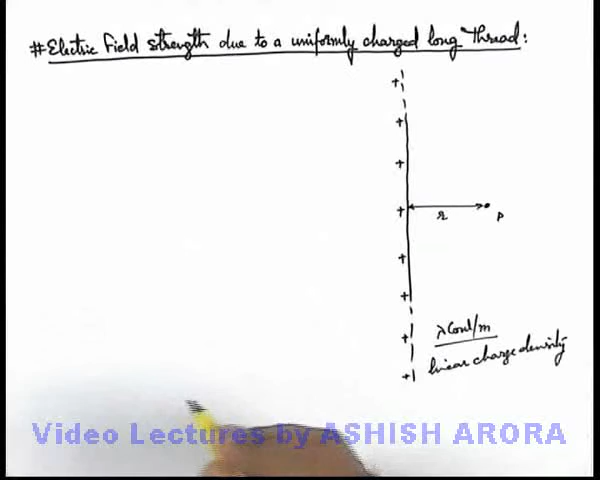 #Electric Field strength due to a uniformly charged long Thread:
+
+
+
+
r
P
+
+
+
λ Coul/m
+
linear charge density
Video Lectures by ASHISH ARORA